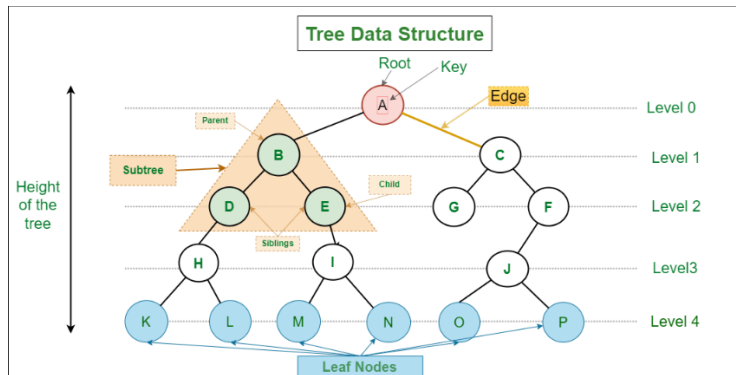 Tree Data Structure
Root
Key
A
Edge
Level 0
Parent
B
C
Level 1
Subtree
Child
Height
of the
tree
D
E
G
F
Level 2
Siblings
H
I
J
Level3
K
L
M
N
O
P
Level 4
Leaf Nodes